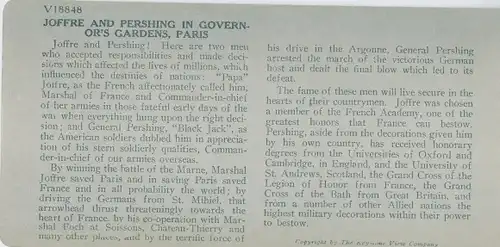 V18848
JOFFRE AND PERSHING IN GOVERN-
OR'S GARDENS, PARIS
Joffre and Pershing! Here are two men
who accepted responsibilities and made deci-
sions which affected the lives of millions, which
influenced the destinies of nations: "Papa"
Joffre, as the French affectionately called him,
Marshal of France and Commander-in-chief
of her armies in those fateful early days of the
war when everything hung upon the right deci-
sion; and General Pershing, "Black Jack", as
the American soldiers dubbed him in apprecia-
tion of his stern soldierly qualities, Comman-
der-in-chief of our armies overseas.
By winning the battle of the Marne, Marshal
Joffre saved Paris and in saving Paris saved
France and in all probability the world; by
driving the Germans from St. Mihiel, that
arrowhead thrust threateningly towards the
heart of France, by his co-operation with Mar-
shal Foch at Soissons, Chateau-Thierry and
many other places, and by the terrific force of
his drive in the Argonne, General Pershing
arrested the march of the victorious German
host and dealt the final blow which led to its
defeat.
The fame of these men will live secure in the
hearts of their countrymen. Joffre was chosen
a member of the French Academy, one of the
greatest honors that France can bestow.
Pershing, aside from the decorations given him
by his own country, has received honorary
degrees from the Universities of Oxford and
Cambridge, in England, and the University of
St. Andrews, Scotland, the Grand Cross of the
Legion of Honor from France, the Grand
Cross of the Bath from Great Britain, and
from a number of other Allied nations the
highest military decorations within their power
to bestow.
Copyright by The Keystone View Company